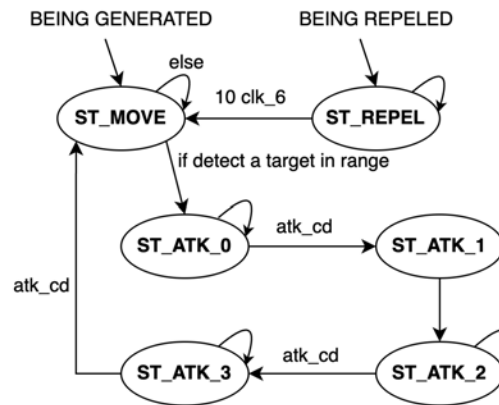 BEING GENERATED
BEING REPELED
else
10 clk_6
ST_MOVE
ST_REPEL
if detect a target in range
atk_cd
ST_ATK_0
ST_ATK_1
atk_cd
atk_cd
ST_ATK_3
ST_ATK_2